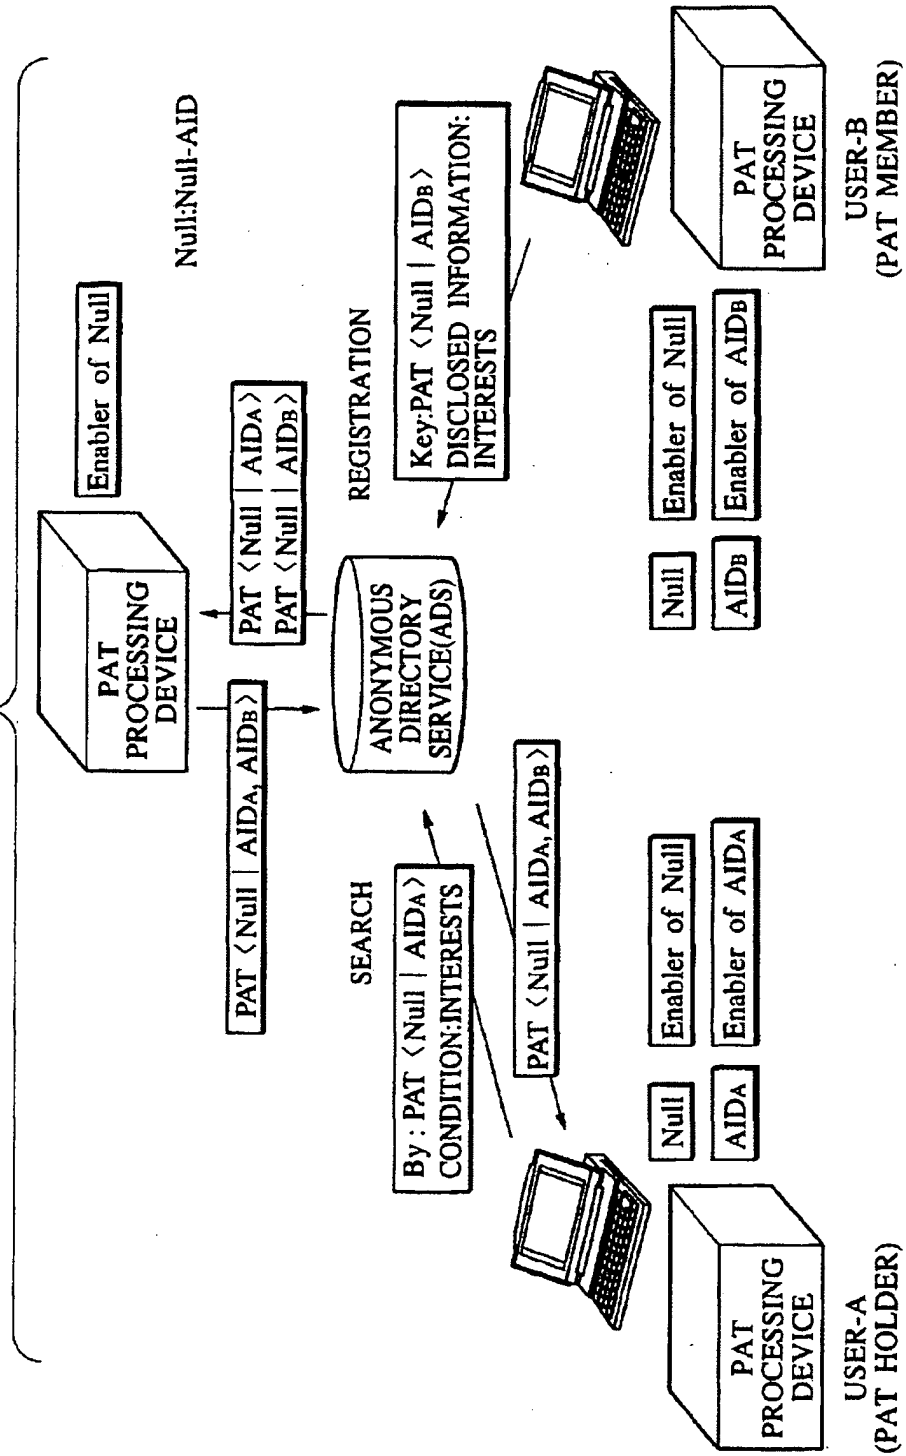 Null:Null-AID
Enabler of Null
PAT
PROCESSING
DEVICE
PAT〈Null | AIDA, AIDB〉
PAT〈Null | AIDA〉
PAT〈Null | AIDB〉
SEARCH
REGISTRATION
ANONYMOUS
DIRECTORY
SERVICE(ADS)
By : PAT〈Null | AIDA〉
CONDITION:INTERESTS
Key:PAT〈Null | AIDB〉
DISCLOSED INFORMATION:
INTERESTS
PAT〈Null | AIDA, AIDB〉
Null
Enabler of Null
AIDA
Enabler of AIDA
Null
Enabler of Null
AIDB
Enabler of AIDB
PAT
PROCESSING
DEVICE
USER-A
(PAT HOLDER)
PAT
PROCESSING
DEVICE
USER-B
(PAT MEMBER)